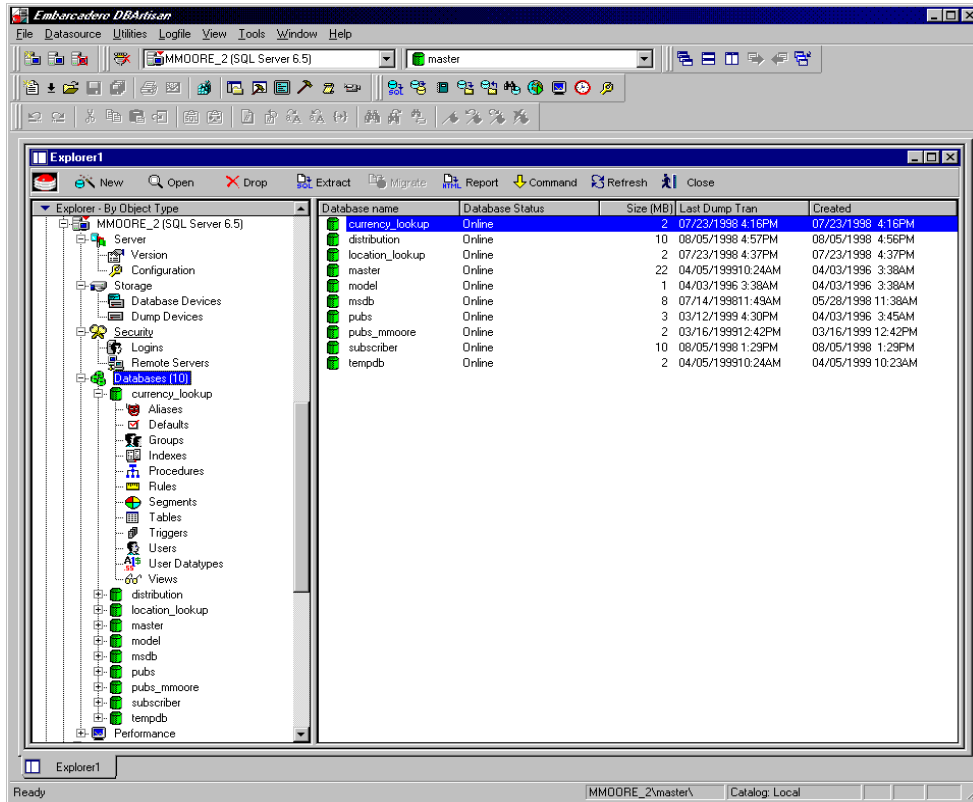 Embarcadero DBArtisan
File Datasource Utilities Logfile View Tools Window Help
MMOORE_2 (SQL Server 6.5) master
Explorer1
New Open Drop Extract Migrate Report Command Refresh Close
Explorer - By Object Type
MMOORE_2 (SQL Server 6.5)
Server
Version
Configuration
Storage
Database Devices
Dump Devices
Security
Logins
Remote Servers
Databases (10)
currency_lookup
Aliases
Defaults
Groups
Indexes
Procedures
Rules
Segments
Tables
Triggers
Users
User Datatypes
Views
distribution
location_lookup
master
model
msdb
pubs
pubs_mmoore
subscriber
tempdb
Performance
Database name Database Status Size (MB) Last Dump Tran Created
currency_lookup Online 2 07/23/1998 4:16PM 07/23/1998 4:16PM
distribution Online 10 08/05/1998 4:57PM 08/05/1998 4:56PM
location_lookup Online 2 07/23/1998 4:37PM 07/23/1998 4:37PM
master Online 22 04/05/199910:24AM 04/03/1996 3:38AM
model Online 1 04/03/1996 3:38AM 04/03/1996 3:38AM
msdb Online 8 07/14/199811:49AM 05/28/1998 11:38AM
pubs Online 3 03/12/1999 4:30PM 04/03/1996 3:45AM
pubs_mmoore Online 2 03/16/199912:42PM 03/16/1999 12:42PM
subscriber Online 10 08/05/1998 1:29PM 08/05/1998 1:29PM
tempdb Online 2 04/05/199910:24AM 04/05/1999 10:23AM
Explorer1
Ready MMOORE_2\master\ Catalog: Local